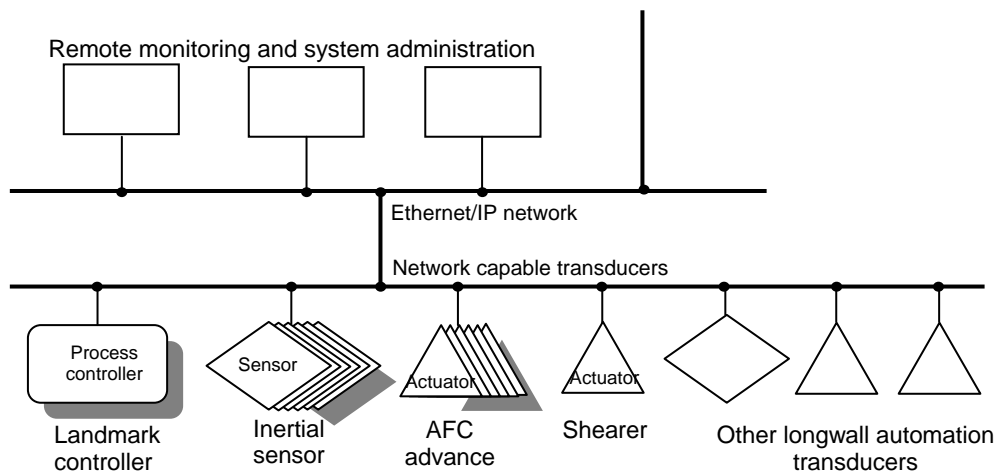 Remote monitoring and system administration
Ethernet/IP network
Network capable transducers
Process
controller
Sensor
Actuator
Actuator
Landmark
controller
Inertial
sensor
AFC
advance
Shearer
Other longwall automation
transducers